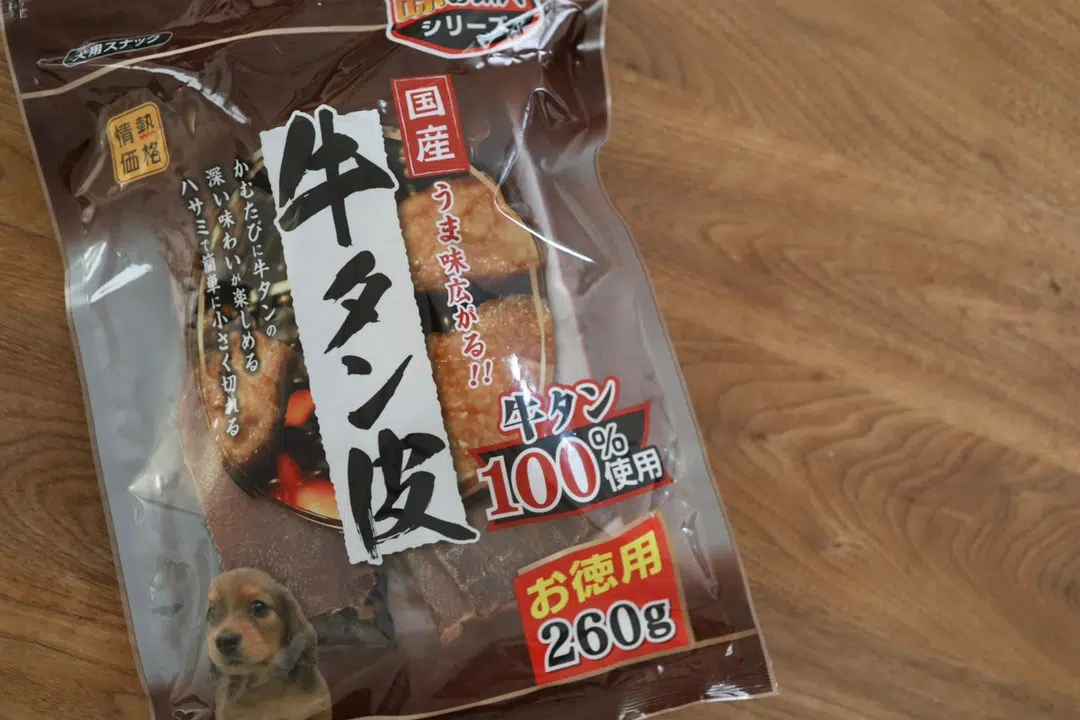 シリーズ
犬用スナック
情熱
価格
国産
うま味広がる!!
牛タン皮
かむたびに牛タンの
深い味わいが楽しめる
ハサミで簡単に小さく切れる
牛タン
100%使用
お徳用
260g